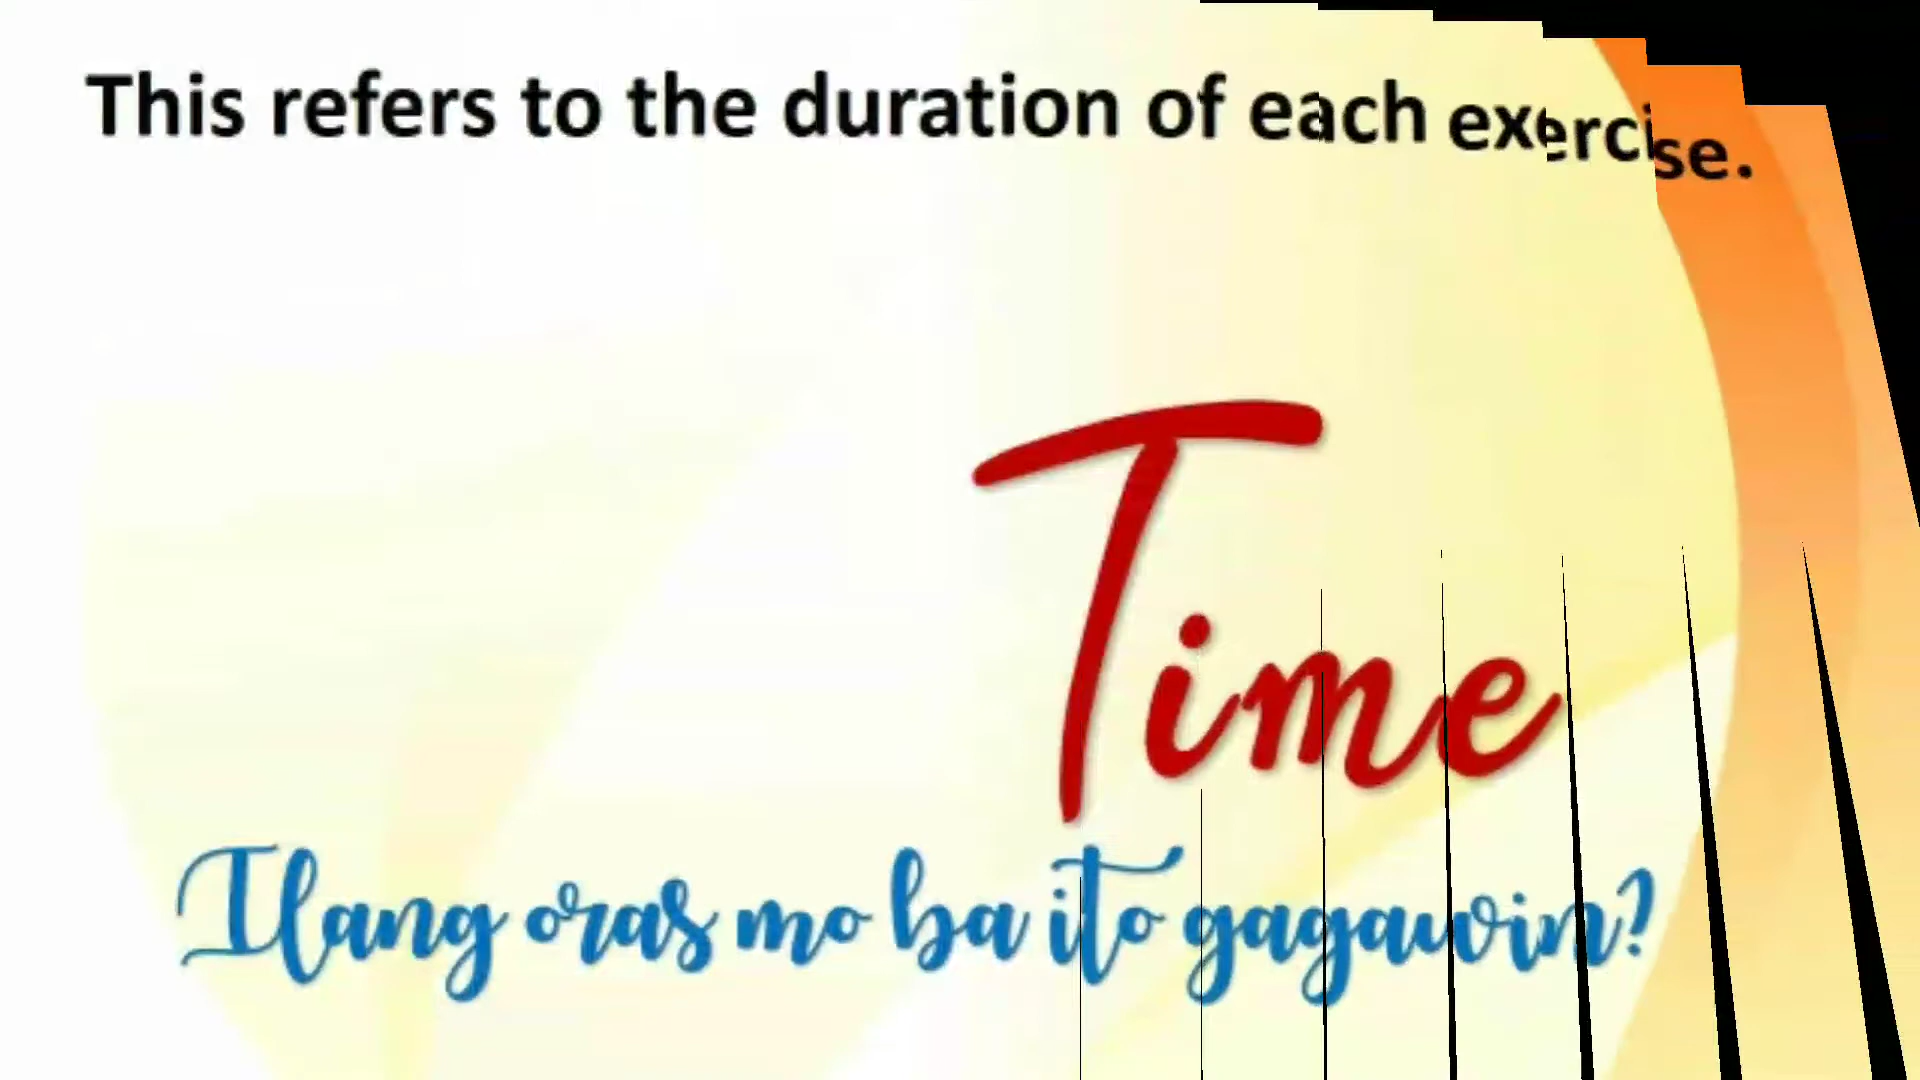 This refers to the duration of each exercise.
Time
Ilang oras mo ba ito gagawin?